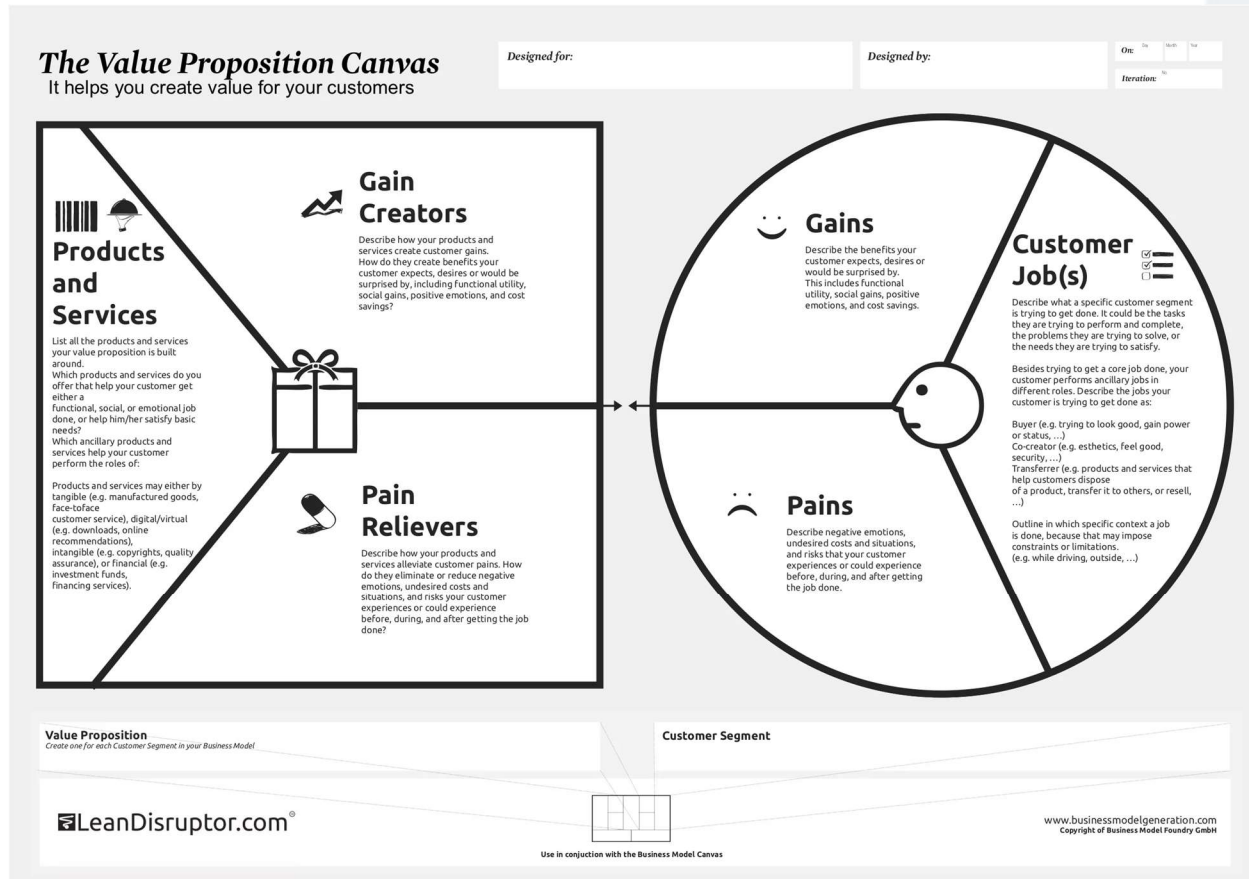 The Value Proposition Canvas
It helps you create value for your customers
Designed for:
Designed by:
On:
Day
Month
Year
Iteration:
No.
Products
and
Services
List all the products and services
your value proposition is built
around.
Which products and services do you
offer that help your customer get
either a
functional, social, or emotional job
done, or help him/her satisfy basic
needs?
Which ancillary products and
services help your customer
perform the roles of:
Products and services may either by
tangible (e.g. manufactured goods,
face-toface
customer service), digital/virtual
(e.g. downloads, online
recommendations),
intangible (e.g. copyrights, quality
assurance), or financial (e.g.
investment funds,
financing services).
Gain
Creators
Describe how your products and
services create customer gains.
How do they create benefits your
customer expects, desires or would be
surprised by, including functional utility,
social gains, positive emotions, and cost
savings?
Pain
Relievers
Describe how your products and
services alleviate customer pains. How
do they eliminate or reduce negative
emotions, undesired costs and
situations, and risks your customer
experiences or could experience
before, during, and after getting the job
done?
Gains
Describe the benefits your
customer expects, desires or
would be surprised by.
This includes functional
utility, social gains, positive
emotions, and cost savings.
Pains
Describe negative emotions,
undesired costs and situations,
and risks that your customer
experiences or could experience
before, during, and after getting
the job done.
Customer
Job(s)
Describe what a specific customer segment
is trying to get done. It could be the tasks
they are trying to perform and complete,
the problems they are trying to solve, or
the needs they are trying to satisfy.
Besides trying to get a core job done, your
customer performs ancillary jobs in
different roles. Describe the jobs your
customer is trying to get done as:
Buyer (e.g. trying to look good, gain power
or status, ...)
Co-creator (e.g. esthetics, feel good,
security, ...)
Transferrer (e.g. products and services that
help customers dispose
of a product, transfer it to others, or resell,
...)
Outline in which specific context a job
is done, because that may impose
constraints or limitations.
(e.g. while driving, outside, ...)
Value Proposition
Create one for each Customer Segment in your Business Model
Customer Segment
LeanDisruptor.com
Use in conjuction with the Business Model Canvas
www.businessmodelgeneration.com
Copyright of Business Model Foundry GmbH